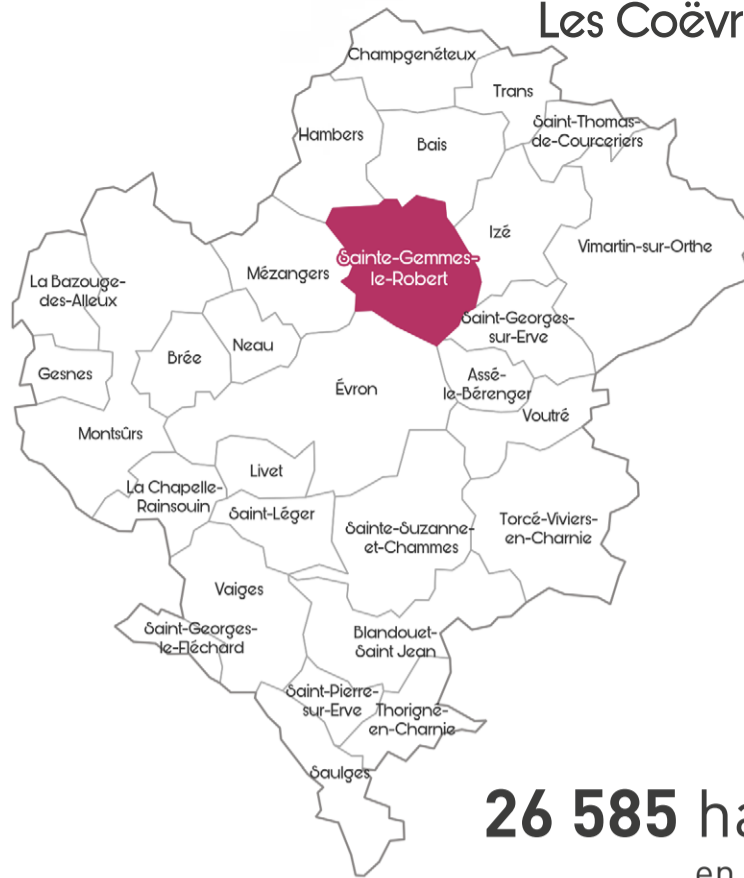 Les Coëvr
Champgenéteux
Trans
Saint-Thomas-
de-Courceriers
Hambers
Bais
Izé
Vimartin-sur-Orthe
Sainte-Gemmes-
le-Robert
Mézangers
La Bazouge-
des-Alleux
Saint-Georges-
sur-Erve
Neau
Brée
Gesnes
Assé-
le-Bérenger
Évron
Voutré
Montsûrs
Livet
La Chapelle-
Rainsouin
Saint-Léger
Sainte-Suzanne-
et-Chammes
Torcé-Viviers-
en-Charnie
Vaiges
Saint-Georges-
le-Fléchard
Blandouet-
Saint Jean
Saint-Pierre-
sur-Erve
Thorigné-
en-Charnie
Saulges
26 585 ha
en